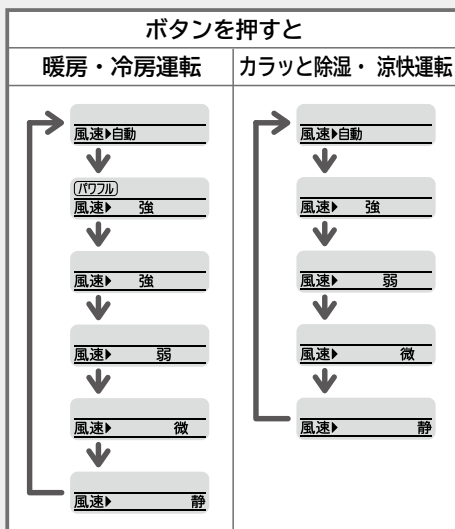 ボタンを押すと
暖房・冷房運転
風速▶自動
パワフル
風速▶ 強
風速▶ 強
風速▶ 弱
風速▶ 微
風速▶ 静
カラッと除湿・ 涼快運転
風速▶自動
風速▶ 強
風速▶ 弱
風速▶ 微
風速▶ 静